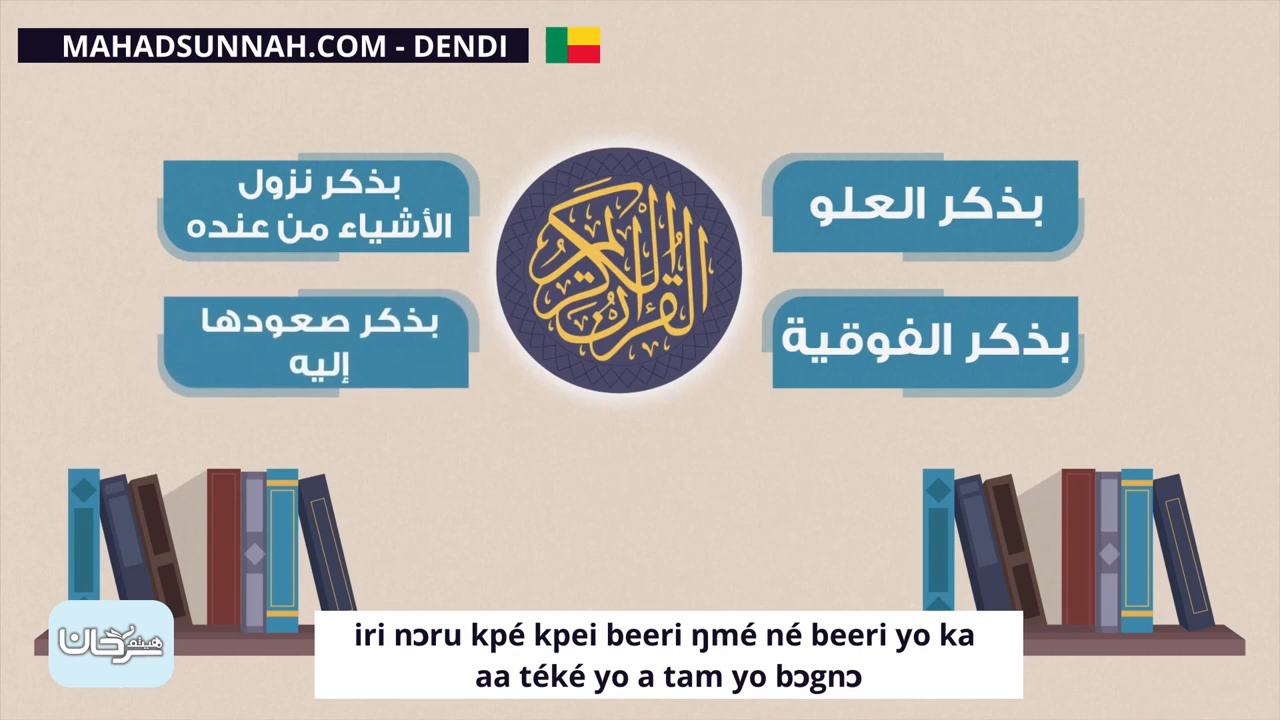 MAHADSUNNAH.COM - DENDI
بذكر العلو
بذكر نزول
الأشياء من عنده
القرآن الكريم
بذكر الفوقية
بذكر صعودها
إليه
iri nɔru kpé kpei beeri ŋmé né beeri yo ka
aa téké yo a tam yo bɔgnɔ